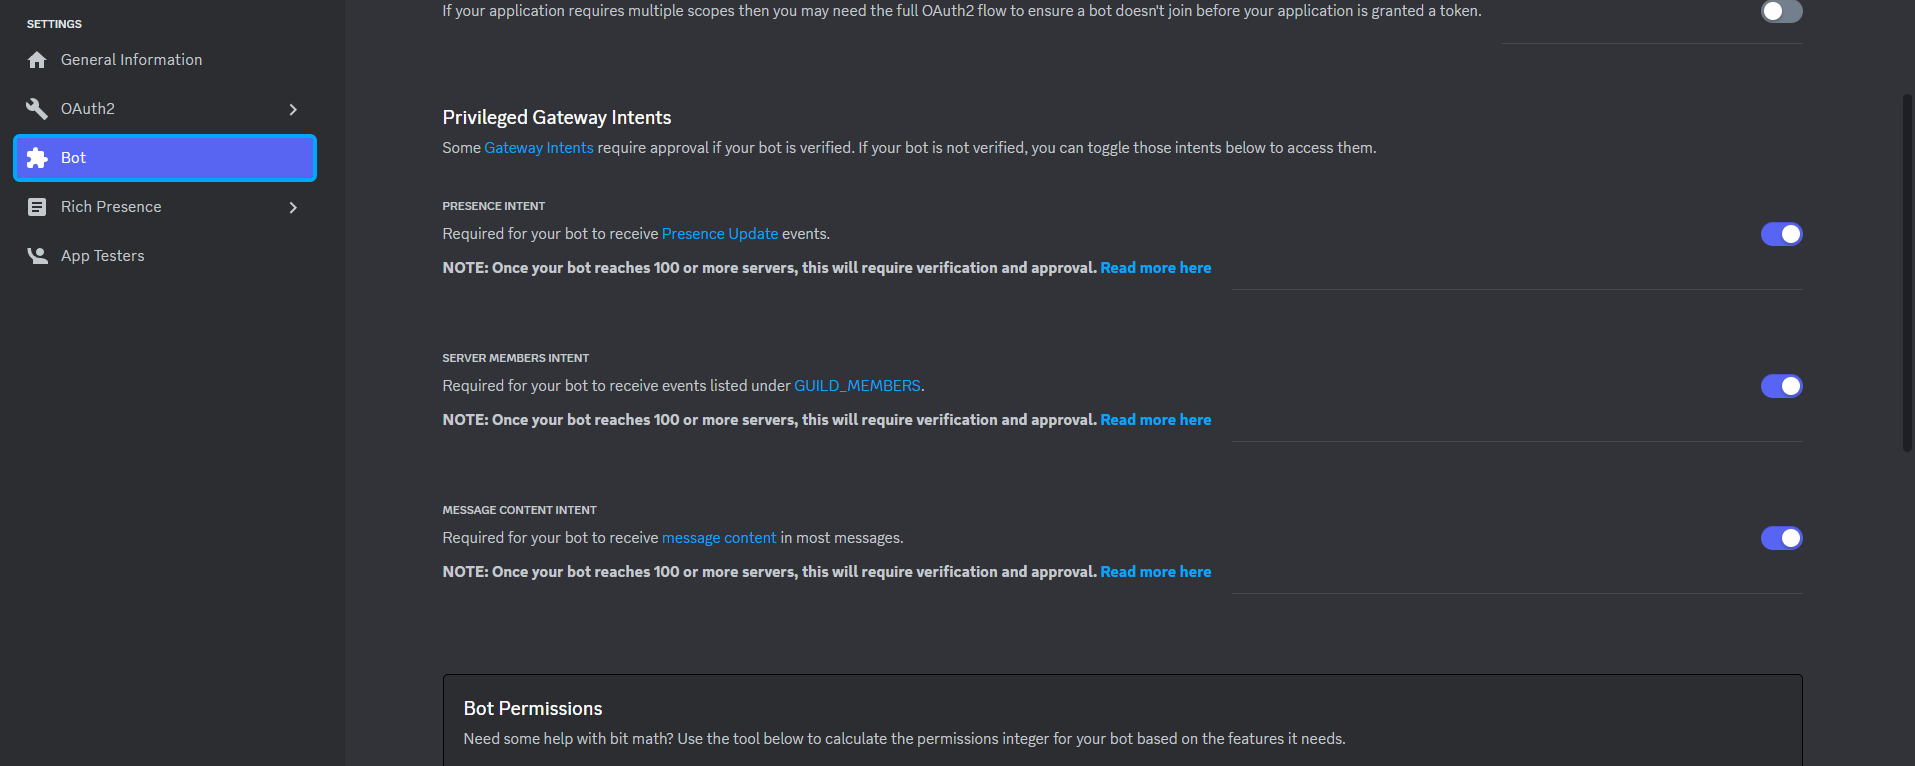 SETTINGS
General Information
OAuth2
Bot
Rich Presence
App Testers
If your application requires multiple scopes then you may need the full OAuth2 flow to ensure a bot doesn't join before your application is granted a token.
Privileged Gateway Intents
Some Gateway Intents require approval if your bot is verified. If your bot is not verified, you can toggle those intents below to access them.
PRESENCE INTENT
Required for your bot to receive Presence Update events.
NOTE: Once your bot reaches 100 or more servers, this will require verification and approval. Read more here
SERVER MEMBERS INTENT
Required for your bot to receive events listed under GUILD_MEMBERS.
NOTE: Once your bot reaches 100 or more servers, this will require verification and approval. Read more here
MESSAGE CONTENT INTENT
Required for your bot to receive message content in most messages.
NOTE: Once your bot reaches 100 or more servers, this will require verification and approval. Read more here
Bot Permissions
Need some help with bit math? Use the tool below to calculate the permissions integer for your bot based on the features it needs.